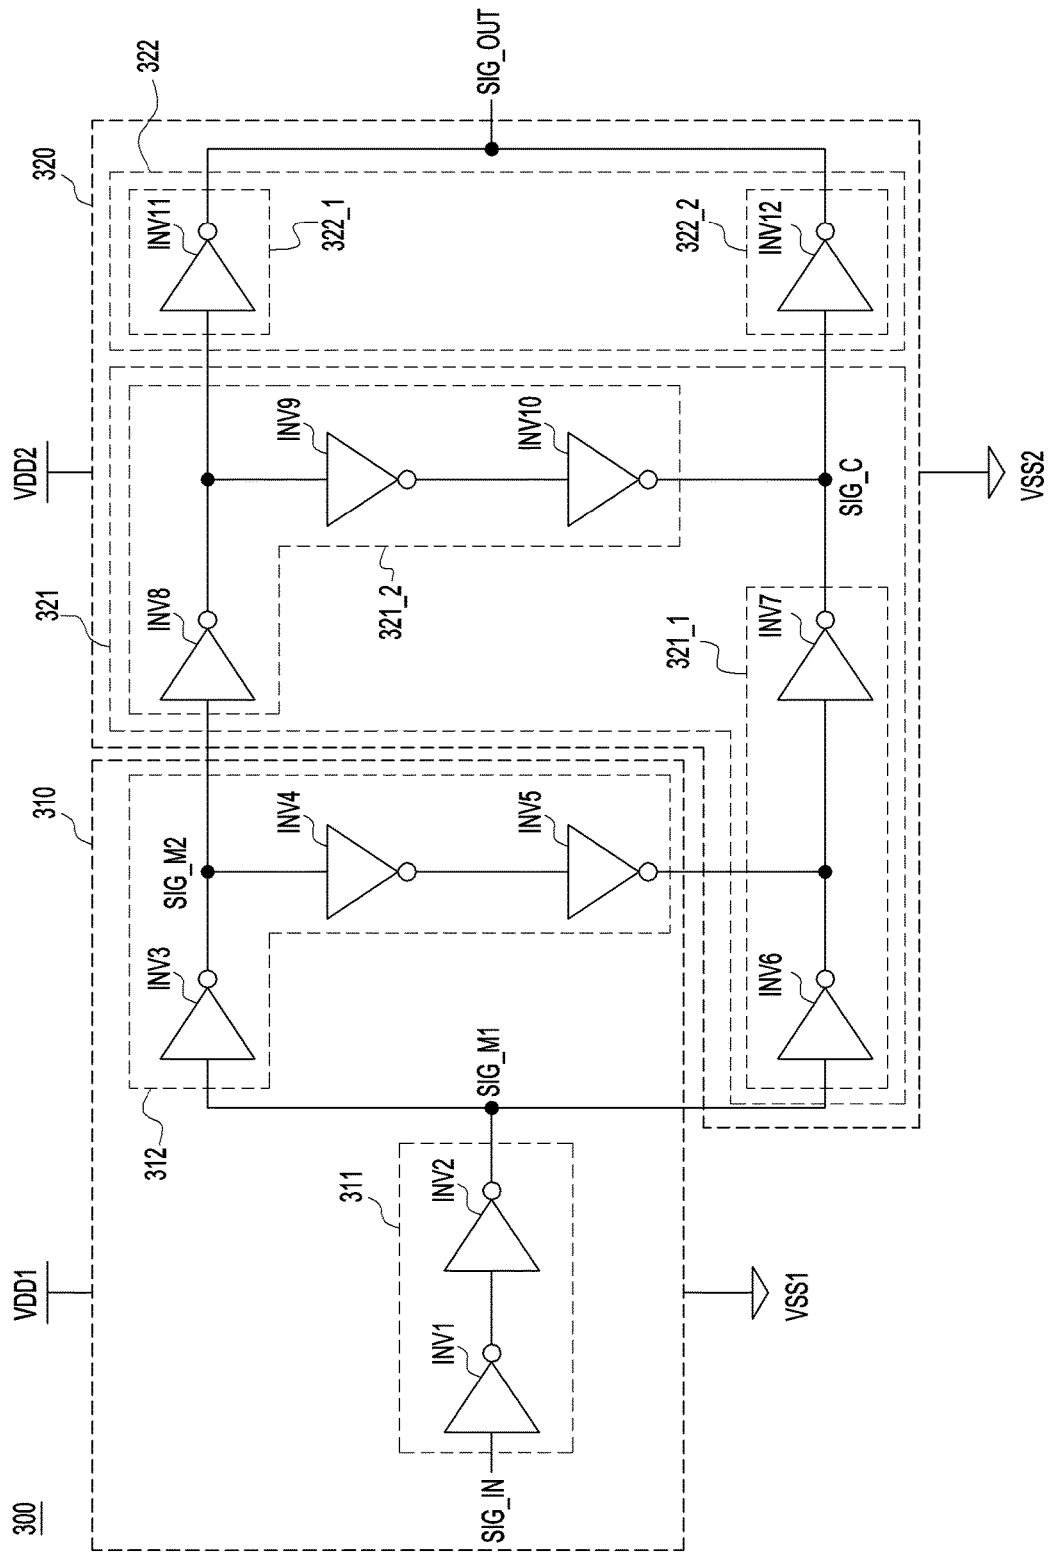 300
VDD1
VDD2
310
320
321
322
SIG_M2
312
INV3
INV8
INV11
322_1
INV4
INV9
311
INV1
INV2
SIG_IN
SIG_M1
INV5
INV10
321_2
SIG_OUT
321_1
322_2
INV6
INV7
INV12
SIG_C
VSS1
VSS2